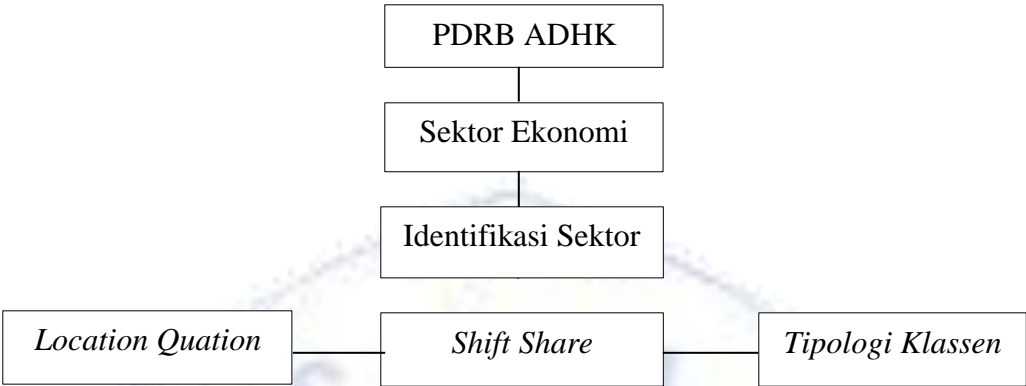 PDRB ADHK
Sektor Ekonomi
Identifikasi Sektor
Location Quation
Shift Share
Tipologi Klassen